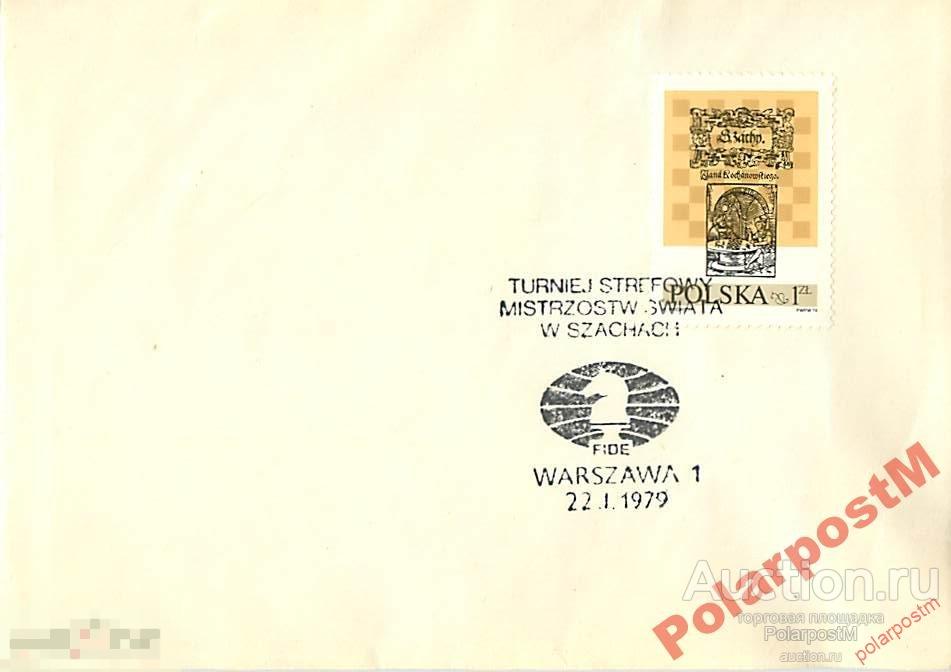 Szachy.
Jana Kochanowskiego.
POLSKA 1 ZŁ
TURNIEJ STREFOWY
MISTRZOSTW ŚWIATA
W SZACHACH
FIDE
WARSZAWA 1
22.I.1979
PolarpostM
Auction.ru
торговая площадка
PolarpostM
auction.ru
polarpostm